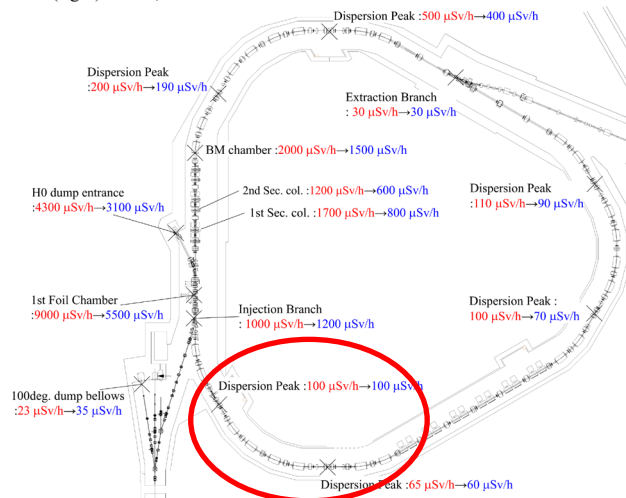 Dispersion Peak :500 μSv/h→400 μSv/h
Dispersion Peak
:200 μSv/h→190 μSv/h
Extraction Branch
: 30 μSv/h→30 μSv/h
BM chamber :2000 μSv/h→1500 μSv/h
H0 dump entrance
:4300 μSv/h→3100 μSv/h
2nd Sec. col. :1200 μSv/h→600 μSv/h
1st Sec. col. :1700 μSv/h→800 μSv/h
Dispersion Peak
:110 μSv/h→90 μSv/h
1st Foil Chamber
:9000 μSv/h→5500 μSv/h
Injection Branch
: 1000 μSv/h→1200 μSv/h
Dispersion Peak :
100 μSv/h→70 μSv/h
100deg. dump bellows
:23 μSv/h→35 μSv/h
Dispersion Peak :100 μSv/h→100 μSv/h
Dispersion Peak :65 μSv/h→60 μSv/h